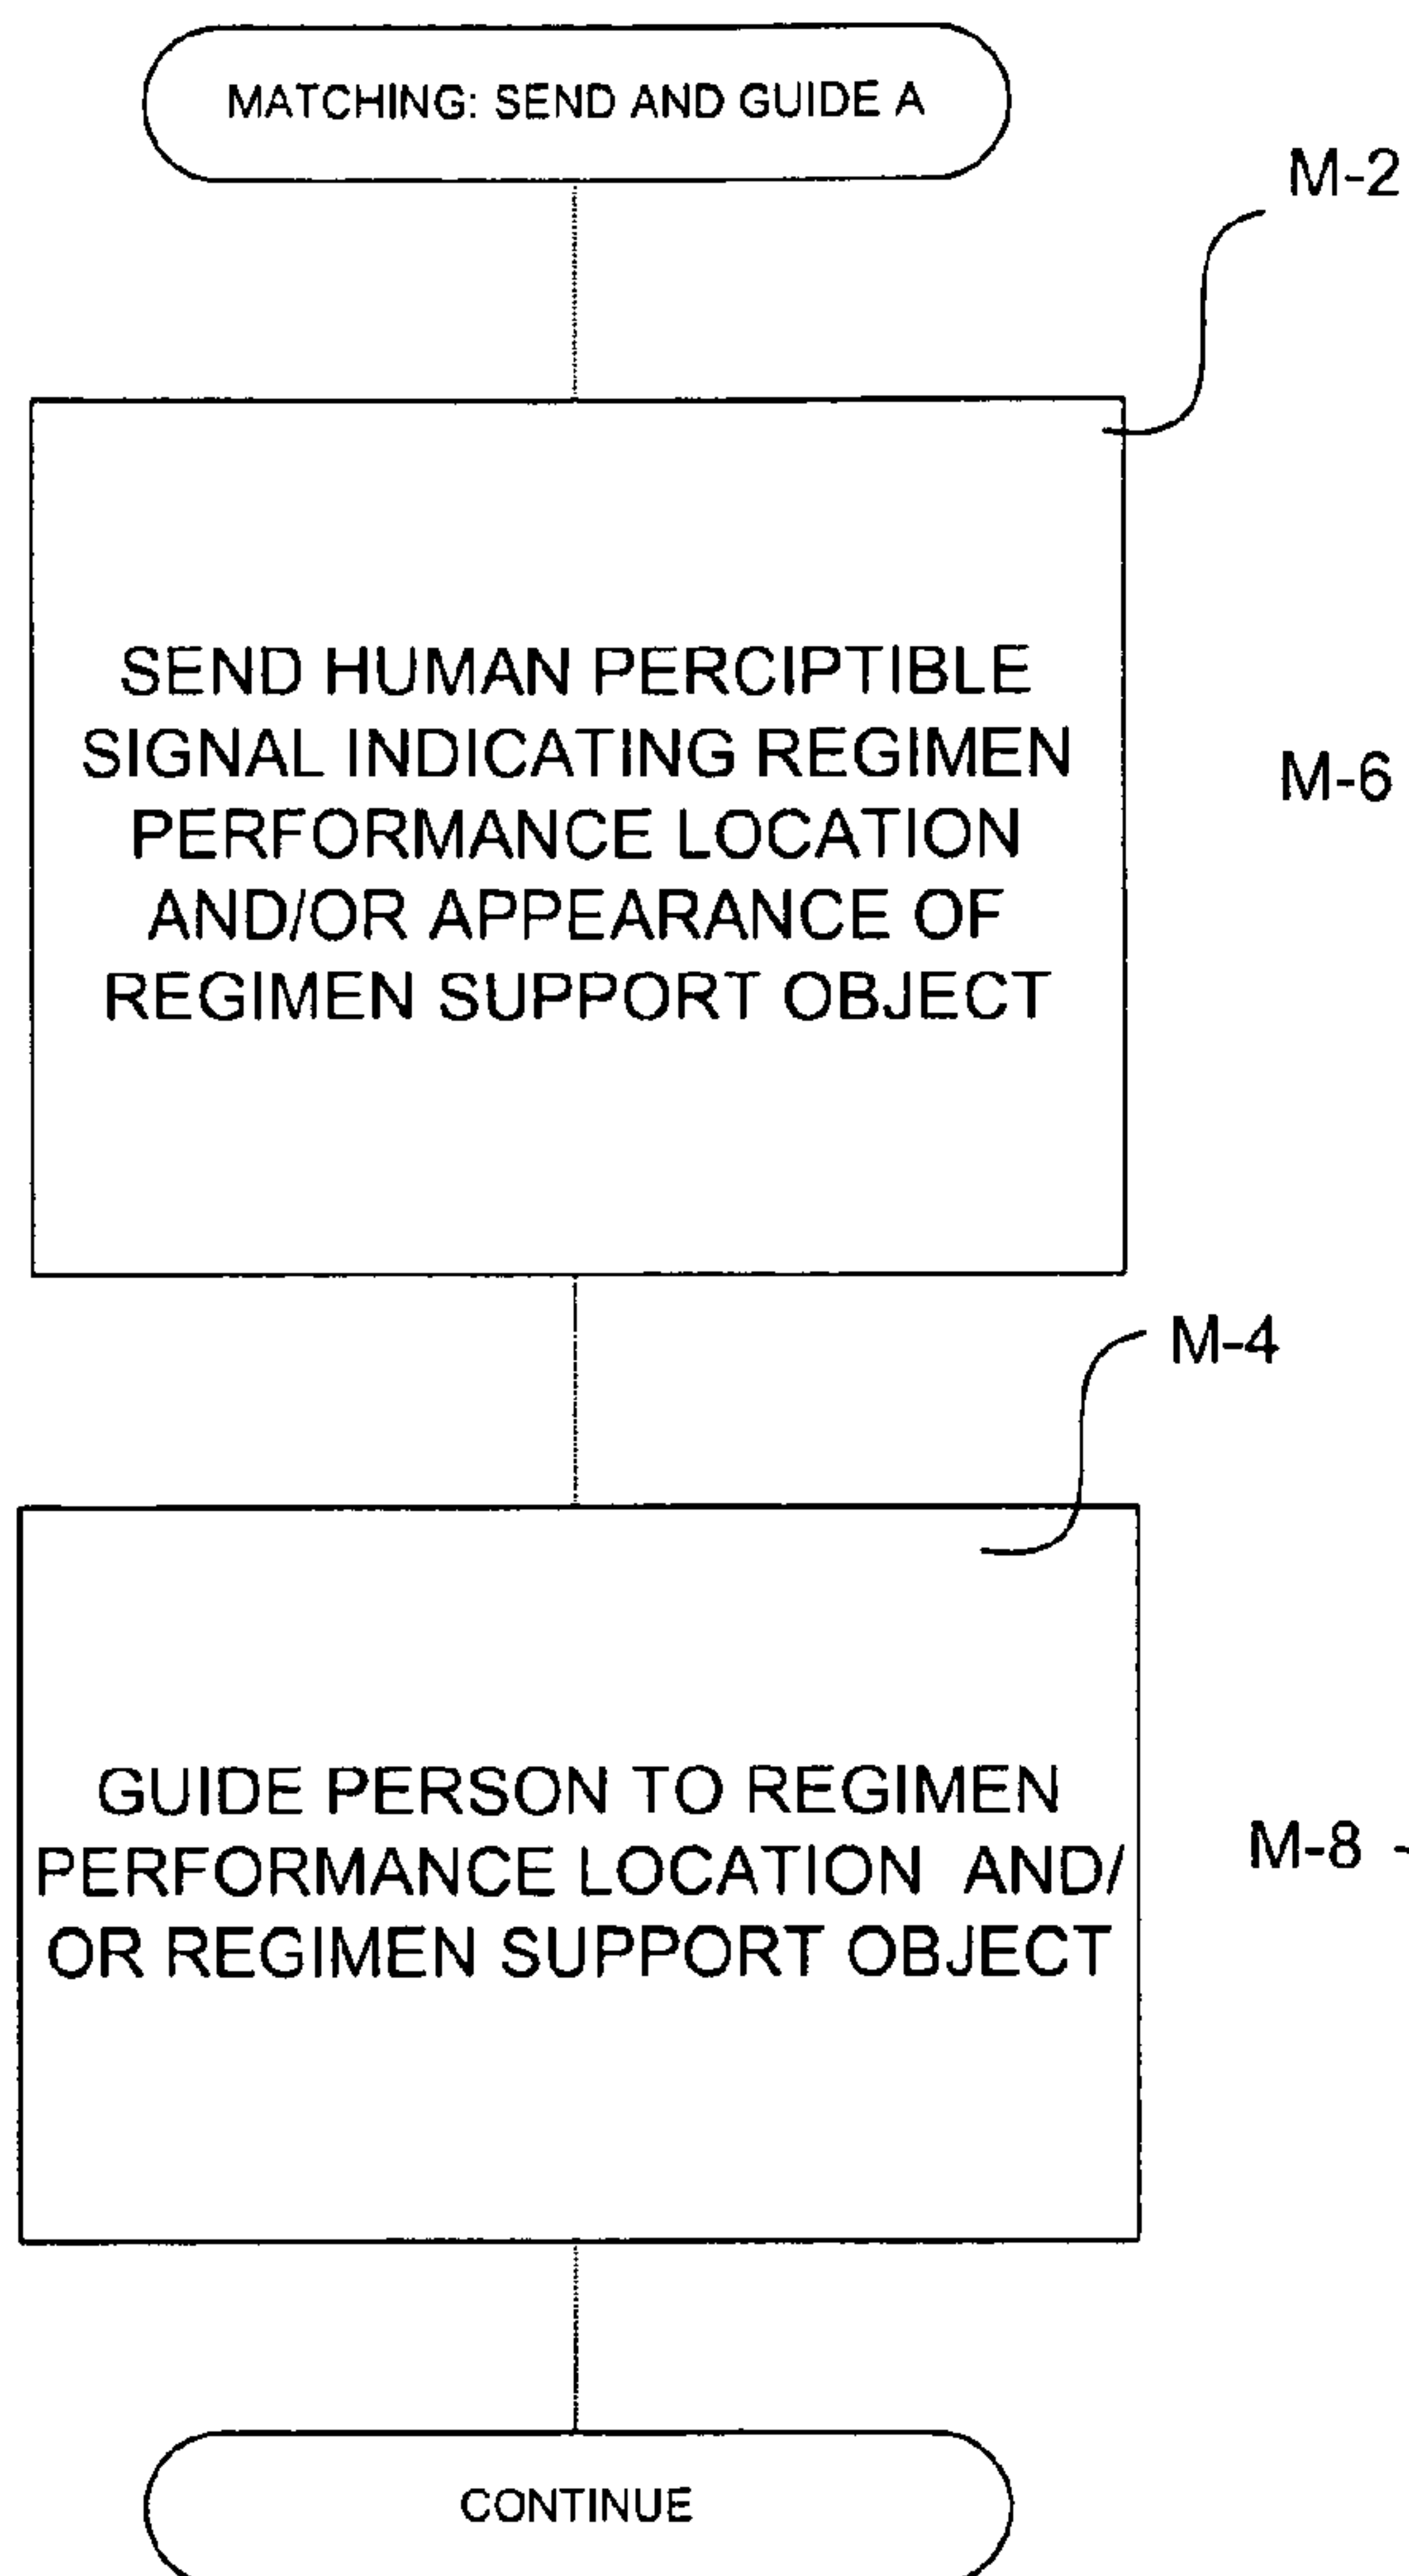 MATCHING: SEND AND GUIDE A
M-2
SEND HUMAN PERCIPTIBLE
SIGNAL INDICATING REGIMEN
PERFORMANCE LOCATION
AND/OR APPEARANCE OF
REGIMEN SUPPORT OBJECT
M-6
M-4
GUIDE PERSON TO REGIMEN
PERFORMANCE LOCATION AND/
OR REGIMEN SUPPORT OBJECT
M-8
CONTINUE